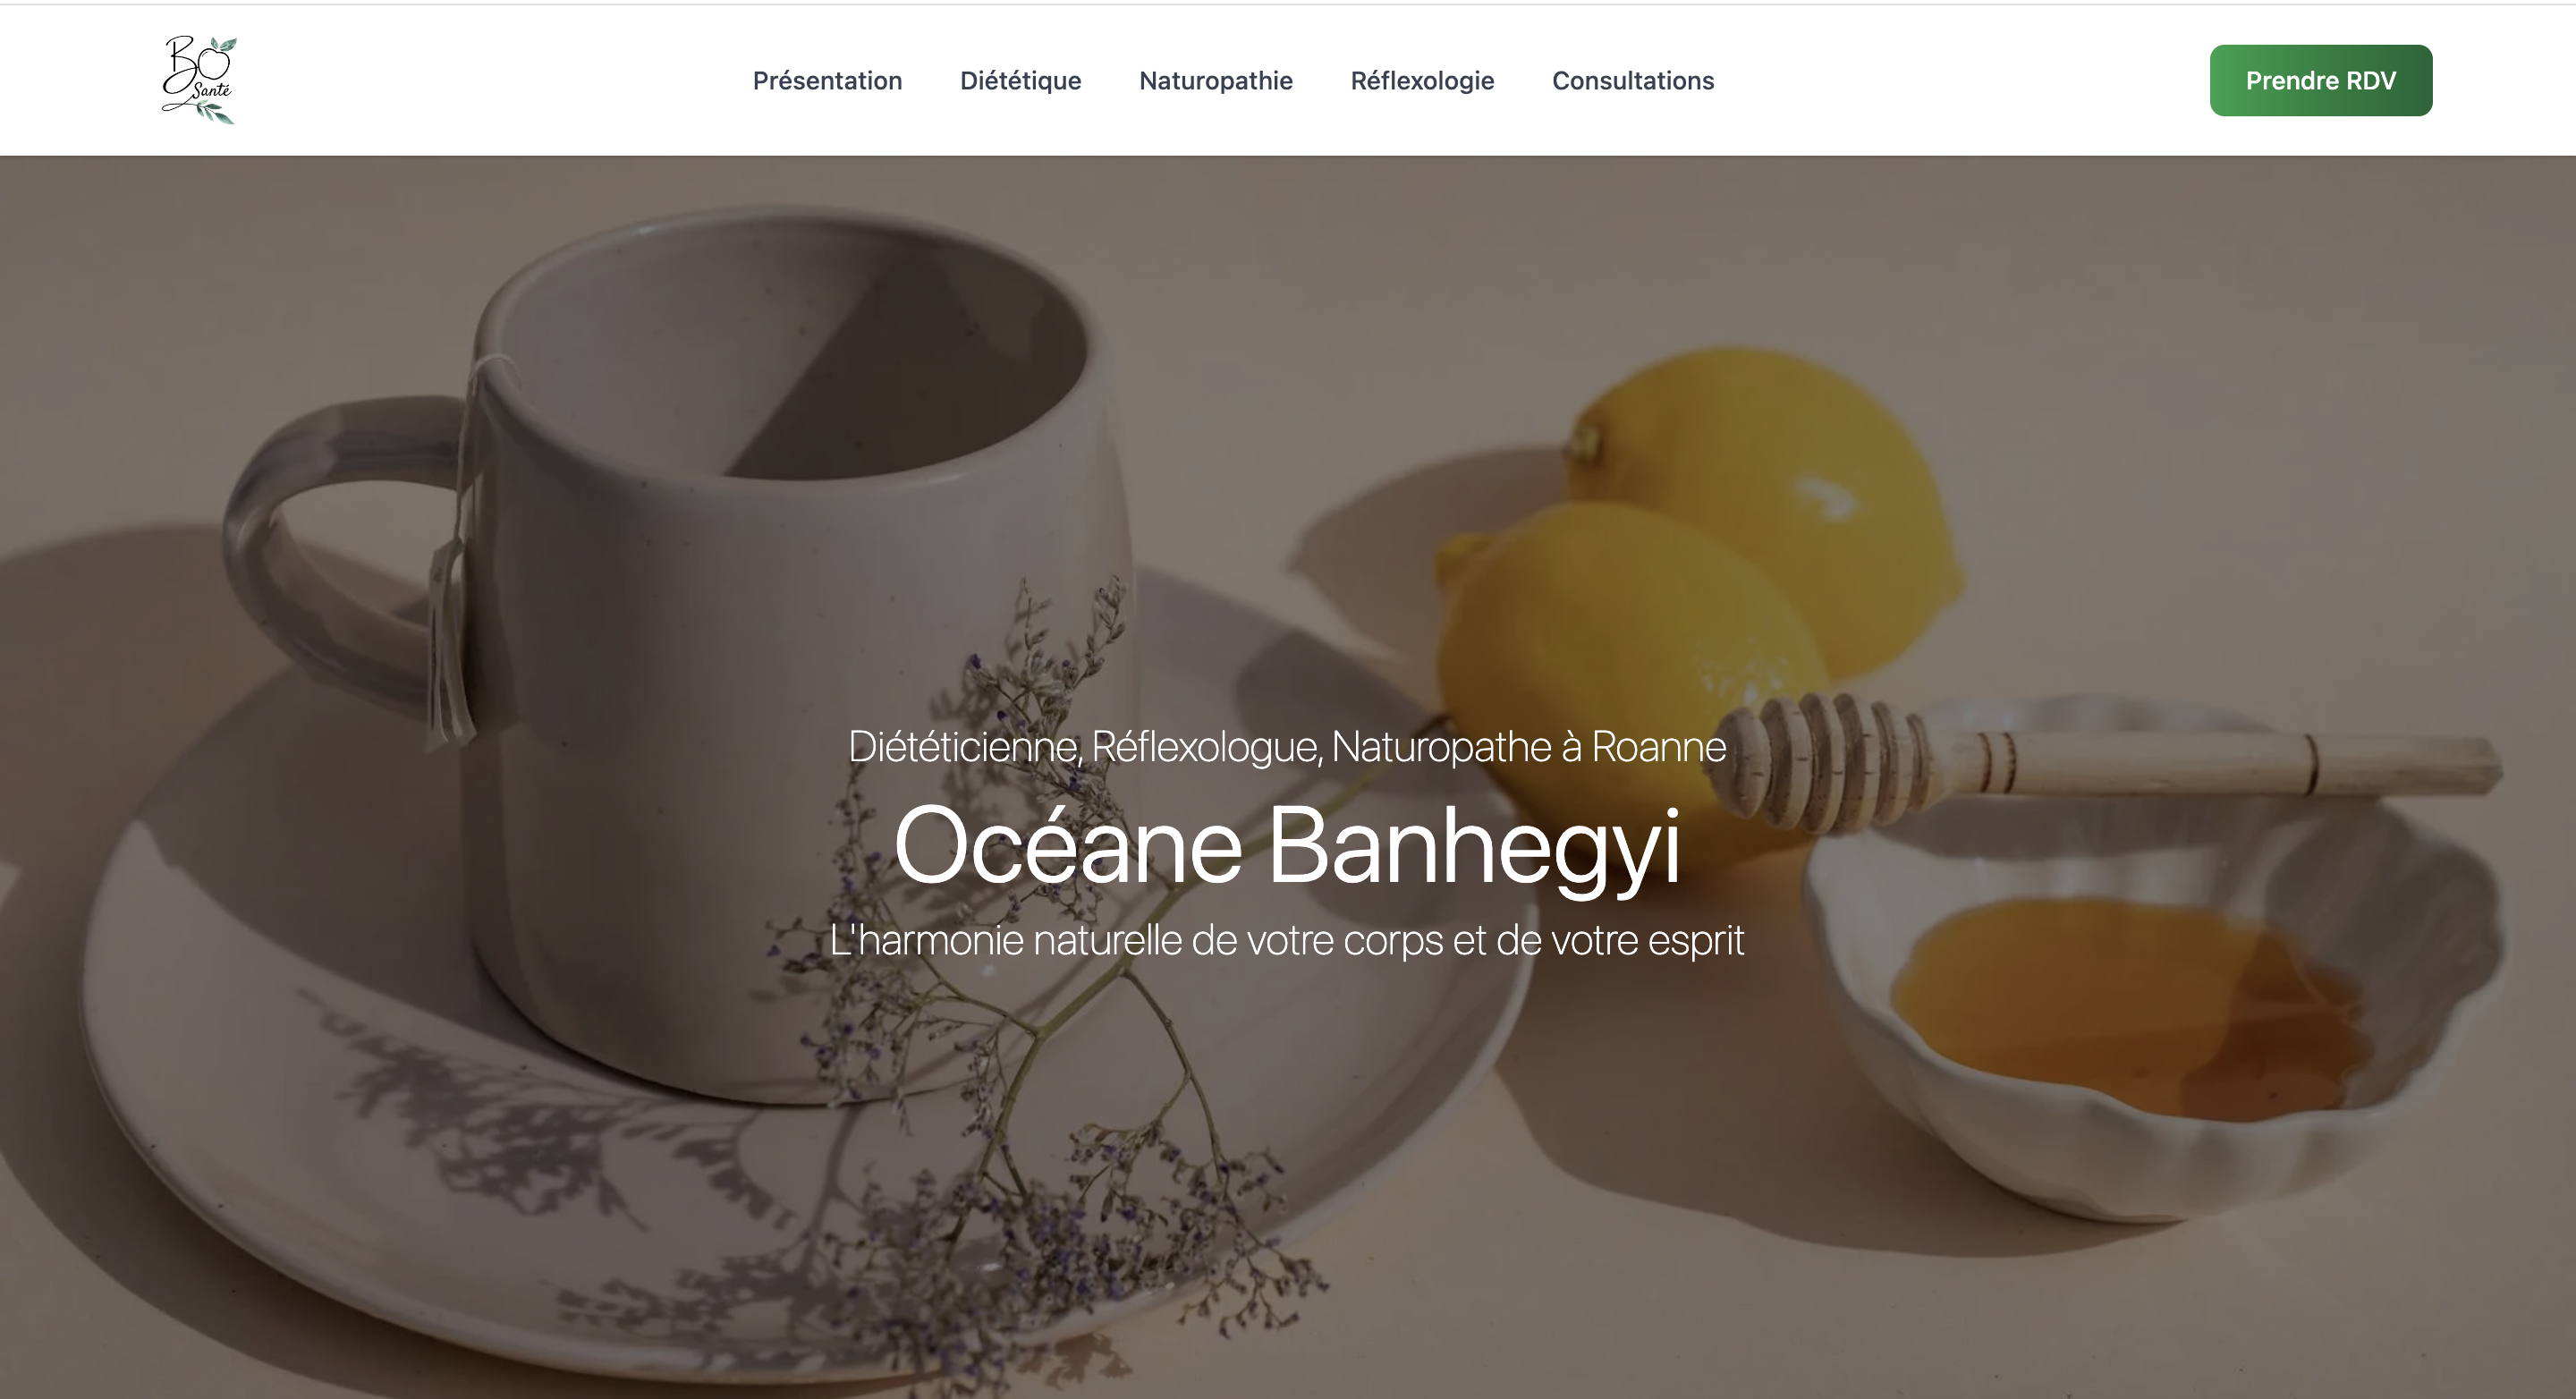 BO
Santé
Présentation
Diététique
Naturopathie
Réflexologie
Consultations
Prendre RDV
Diététicienne, Réflexologue, Naturopathe à Roanne
Océane Banhegyi
L'harmonie naturelle de votre corps et de votre esprit